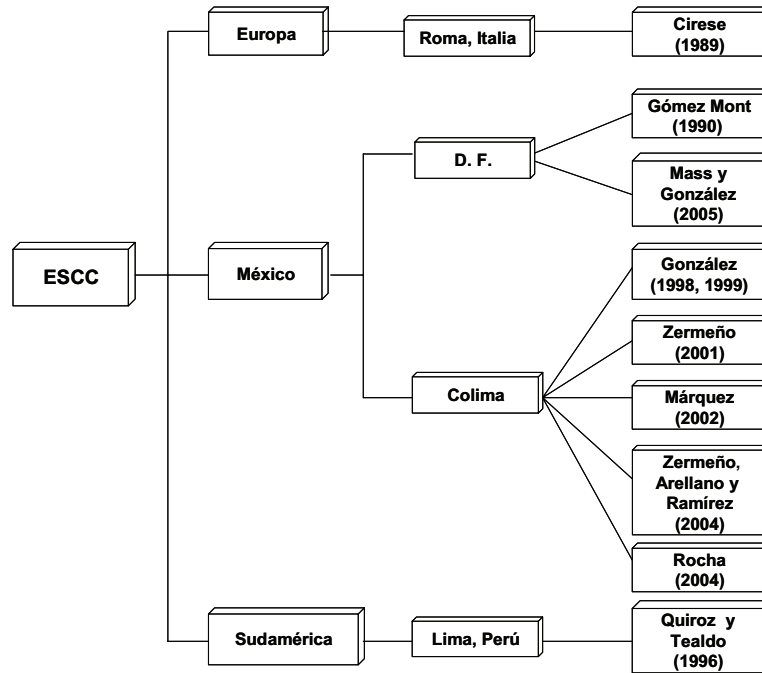 Europa
Roma, Italia
Cirese
(1989)
Gómez Mont
(1990)
D. F.
Mass y
González
(2005)
ESCC
México
González
(1998, 1999)
Zermeño
(2001)
Colima
Márquez
(2002)
Zermeño,
Arellano y
Ramírez
(2004)
Rocha
(2004)
Sudamérica
Lima, Perú
Quiroz y
Tealdo
(1996)